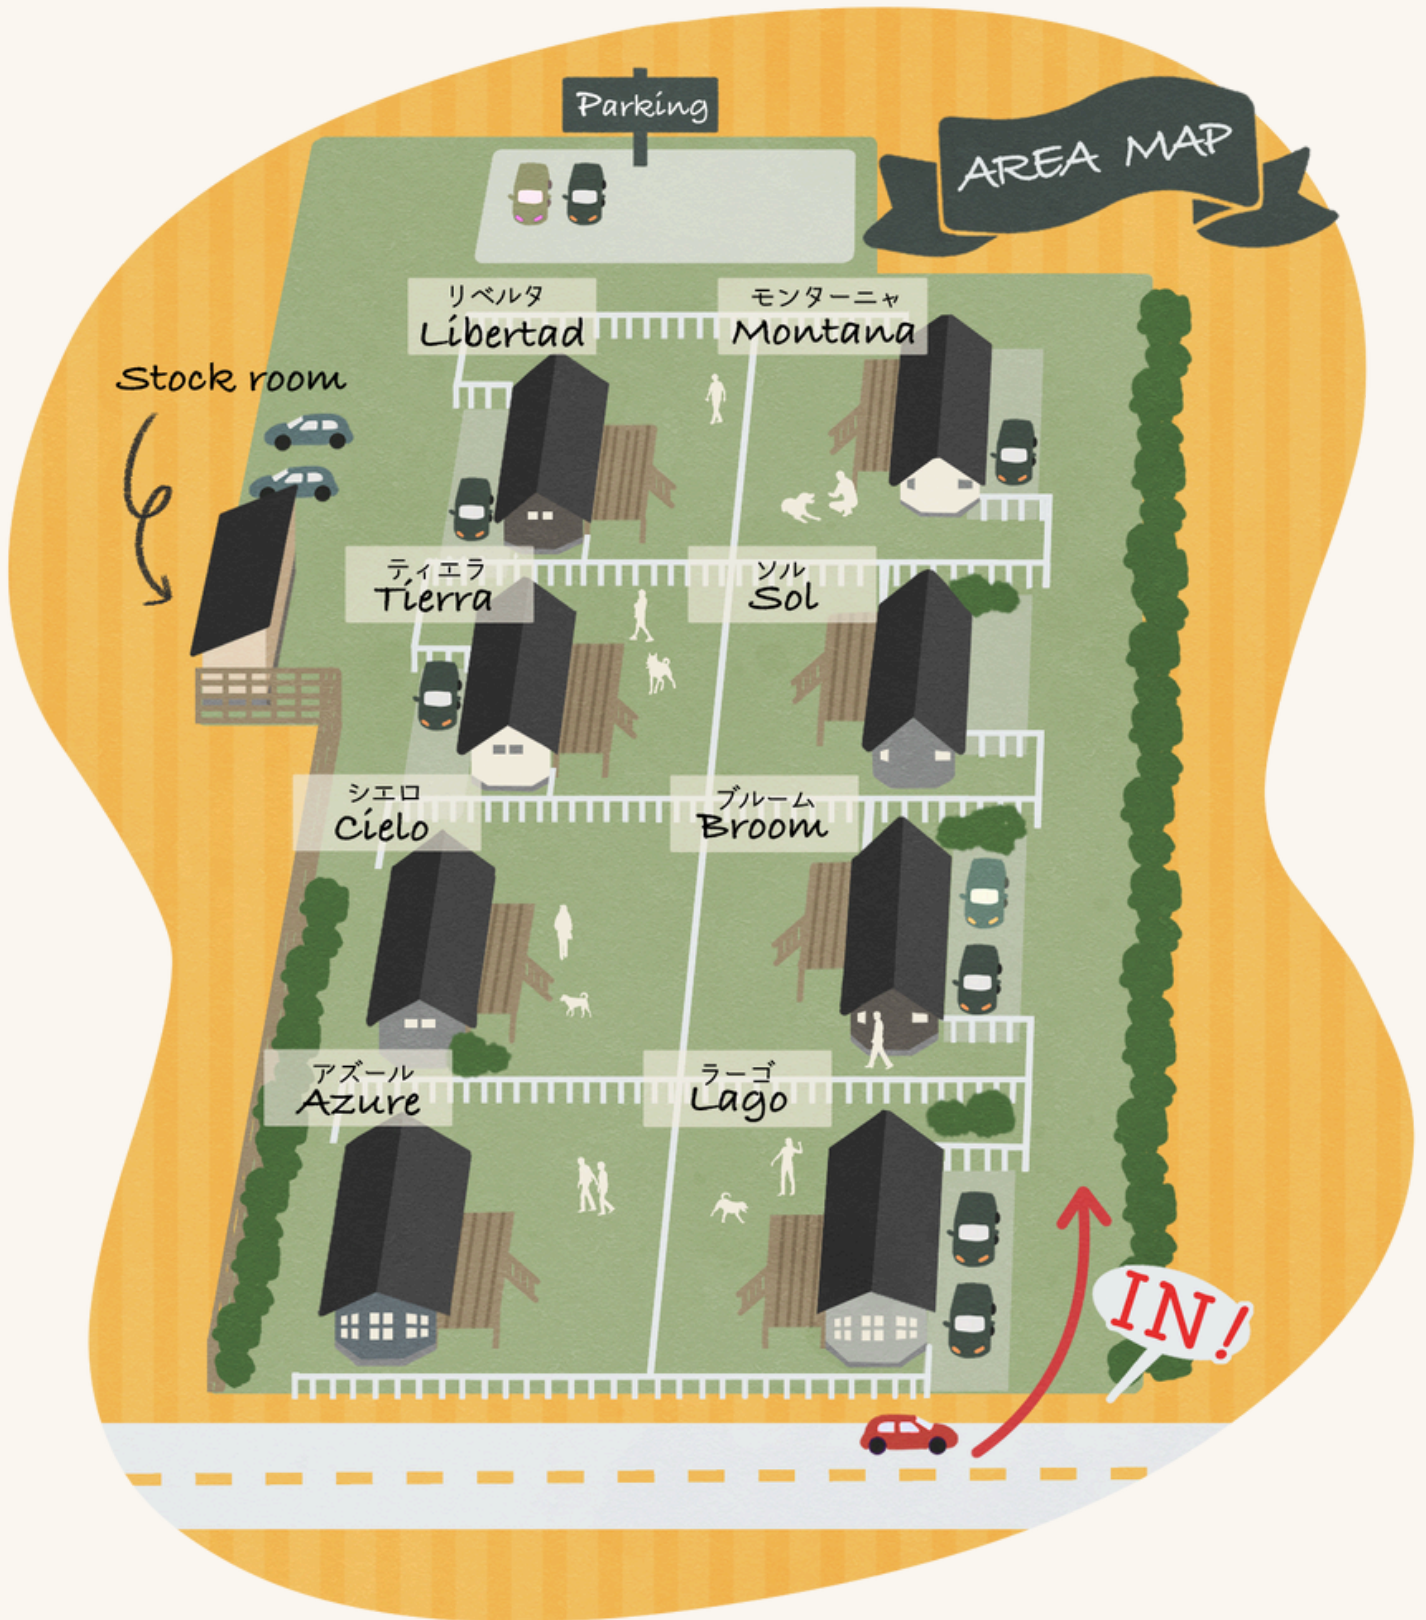 Parking
AREA MAP
リベルタ
Libertad
モンターニャ
Montana
Stock room
ティエラ
Tierra
ソル
Sol
シエロ
Cielo
ブルーム
Broom
アズール
Azure
ラーゴ
Lago
IN!